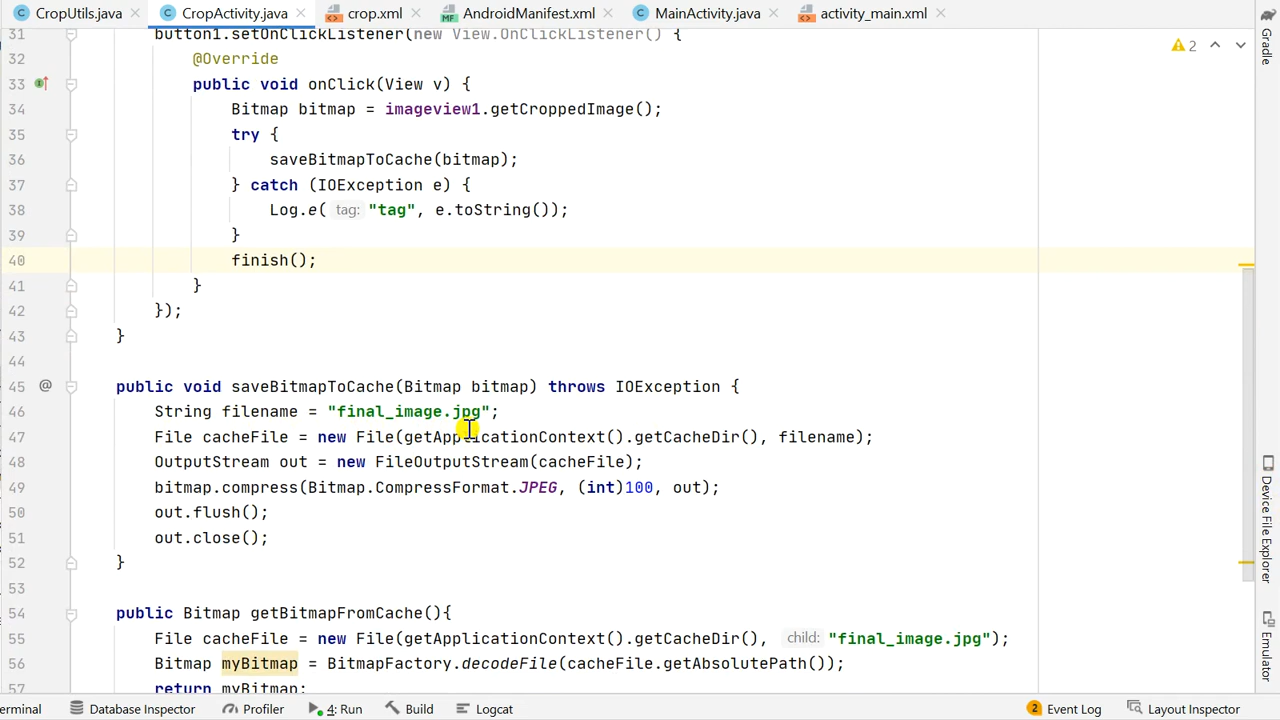 CropUtils.java CropActivity.java crop.xml AndroidManifest.xml MainActivity.java activity_main.xml
31 button1.setOnClickListener(new View.OnClickListener() {
32 @Override
33 public void onClick(View v) {
34 Bitmap bitmap = imageview1.getCroppedImage();
35 try {
36 saveBitmapToCache(bitmap);
37 } catch (IOException e) {
38 Log.e( tag: "tag", e.toString());
39 }
40 finish();
41 }
42 });
43 }
44
45 @ public void saveBitmapToCache(Bitmap bitmap) throws IOException {
46 String filename = "final_image.jpg";
47 File cacheFile = new File(getApplicationContext().getCacheDir(), filename);
48 OutputStream out = new FileOutputStream(cacheFile);
49 bitmap.compress(Bitmap.CompressFormat.JPEG, (int)100, out);
50 out.flush();
51 out.close();
52 }
53
54 public Bitmap getBitmapFromCache(){
55 File cacheFile = new File(getApplicationContext().getCacheDir(), child: "final_image.jpg");
56 Bitmap myBitmap = BitmapFactory.decodeFile(cacheFile.getAbsolutePath());
57 return myBitmap;
2
Gradle
Device File Explorer
Emulator
erminal Database Inspector Profiler 4: Run Build Logcat 2 Event Log Layout Inspector